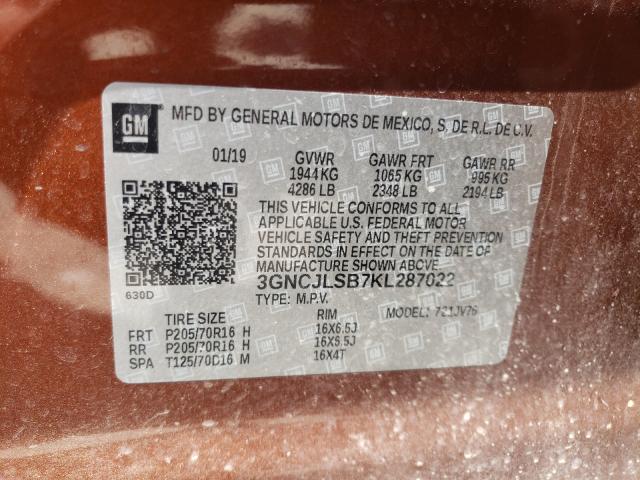 GM MFD BY GENERAL MOTORS DE MEXICO, S. DE R.L. DE C.V.
01/19 GVWR GAWR FRT GAWR RR
1944 KG 1065 KG 995 KG
4286 LB 2348 LB 2194 LB
THIS VEHICLE CONFORMS TO ALL
APPLICABLE U.S. FEDERAL MOTOR
VEHICLE SAFETY AND THEFT PREVENTION
STANDARDS IN EFFECT ON THE DATE OF
MANUFACTURE SHOWN ABOVE.
3GNCJLSB7KL287022
630D
TYPE: M.P.V. MODEL: 721JV76
TIRE SIZE RIM
FRT P205/70R16 H 16X6.5J
RR P205/70R16 H 16X6.5J
SPA T125/70D16 M 16X4T